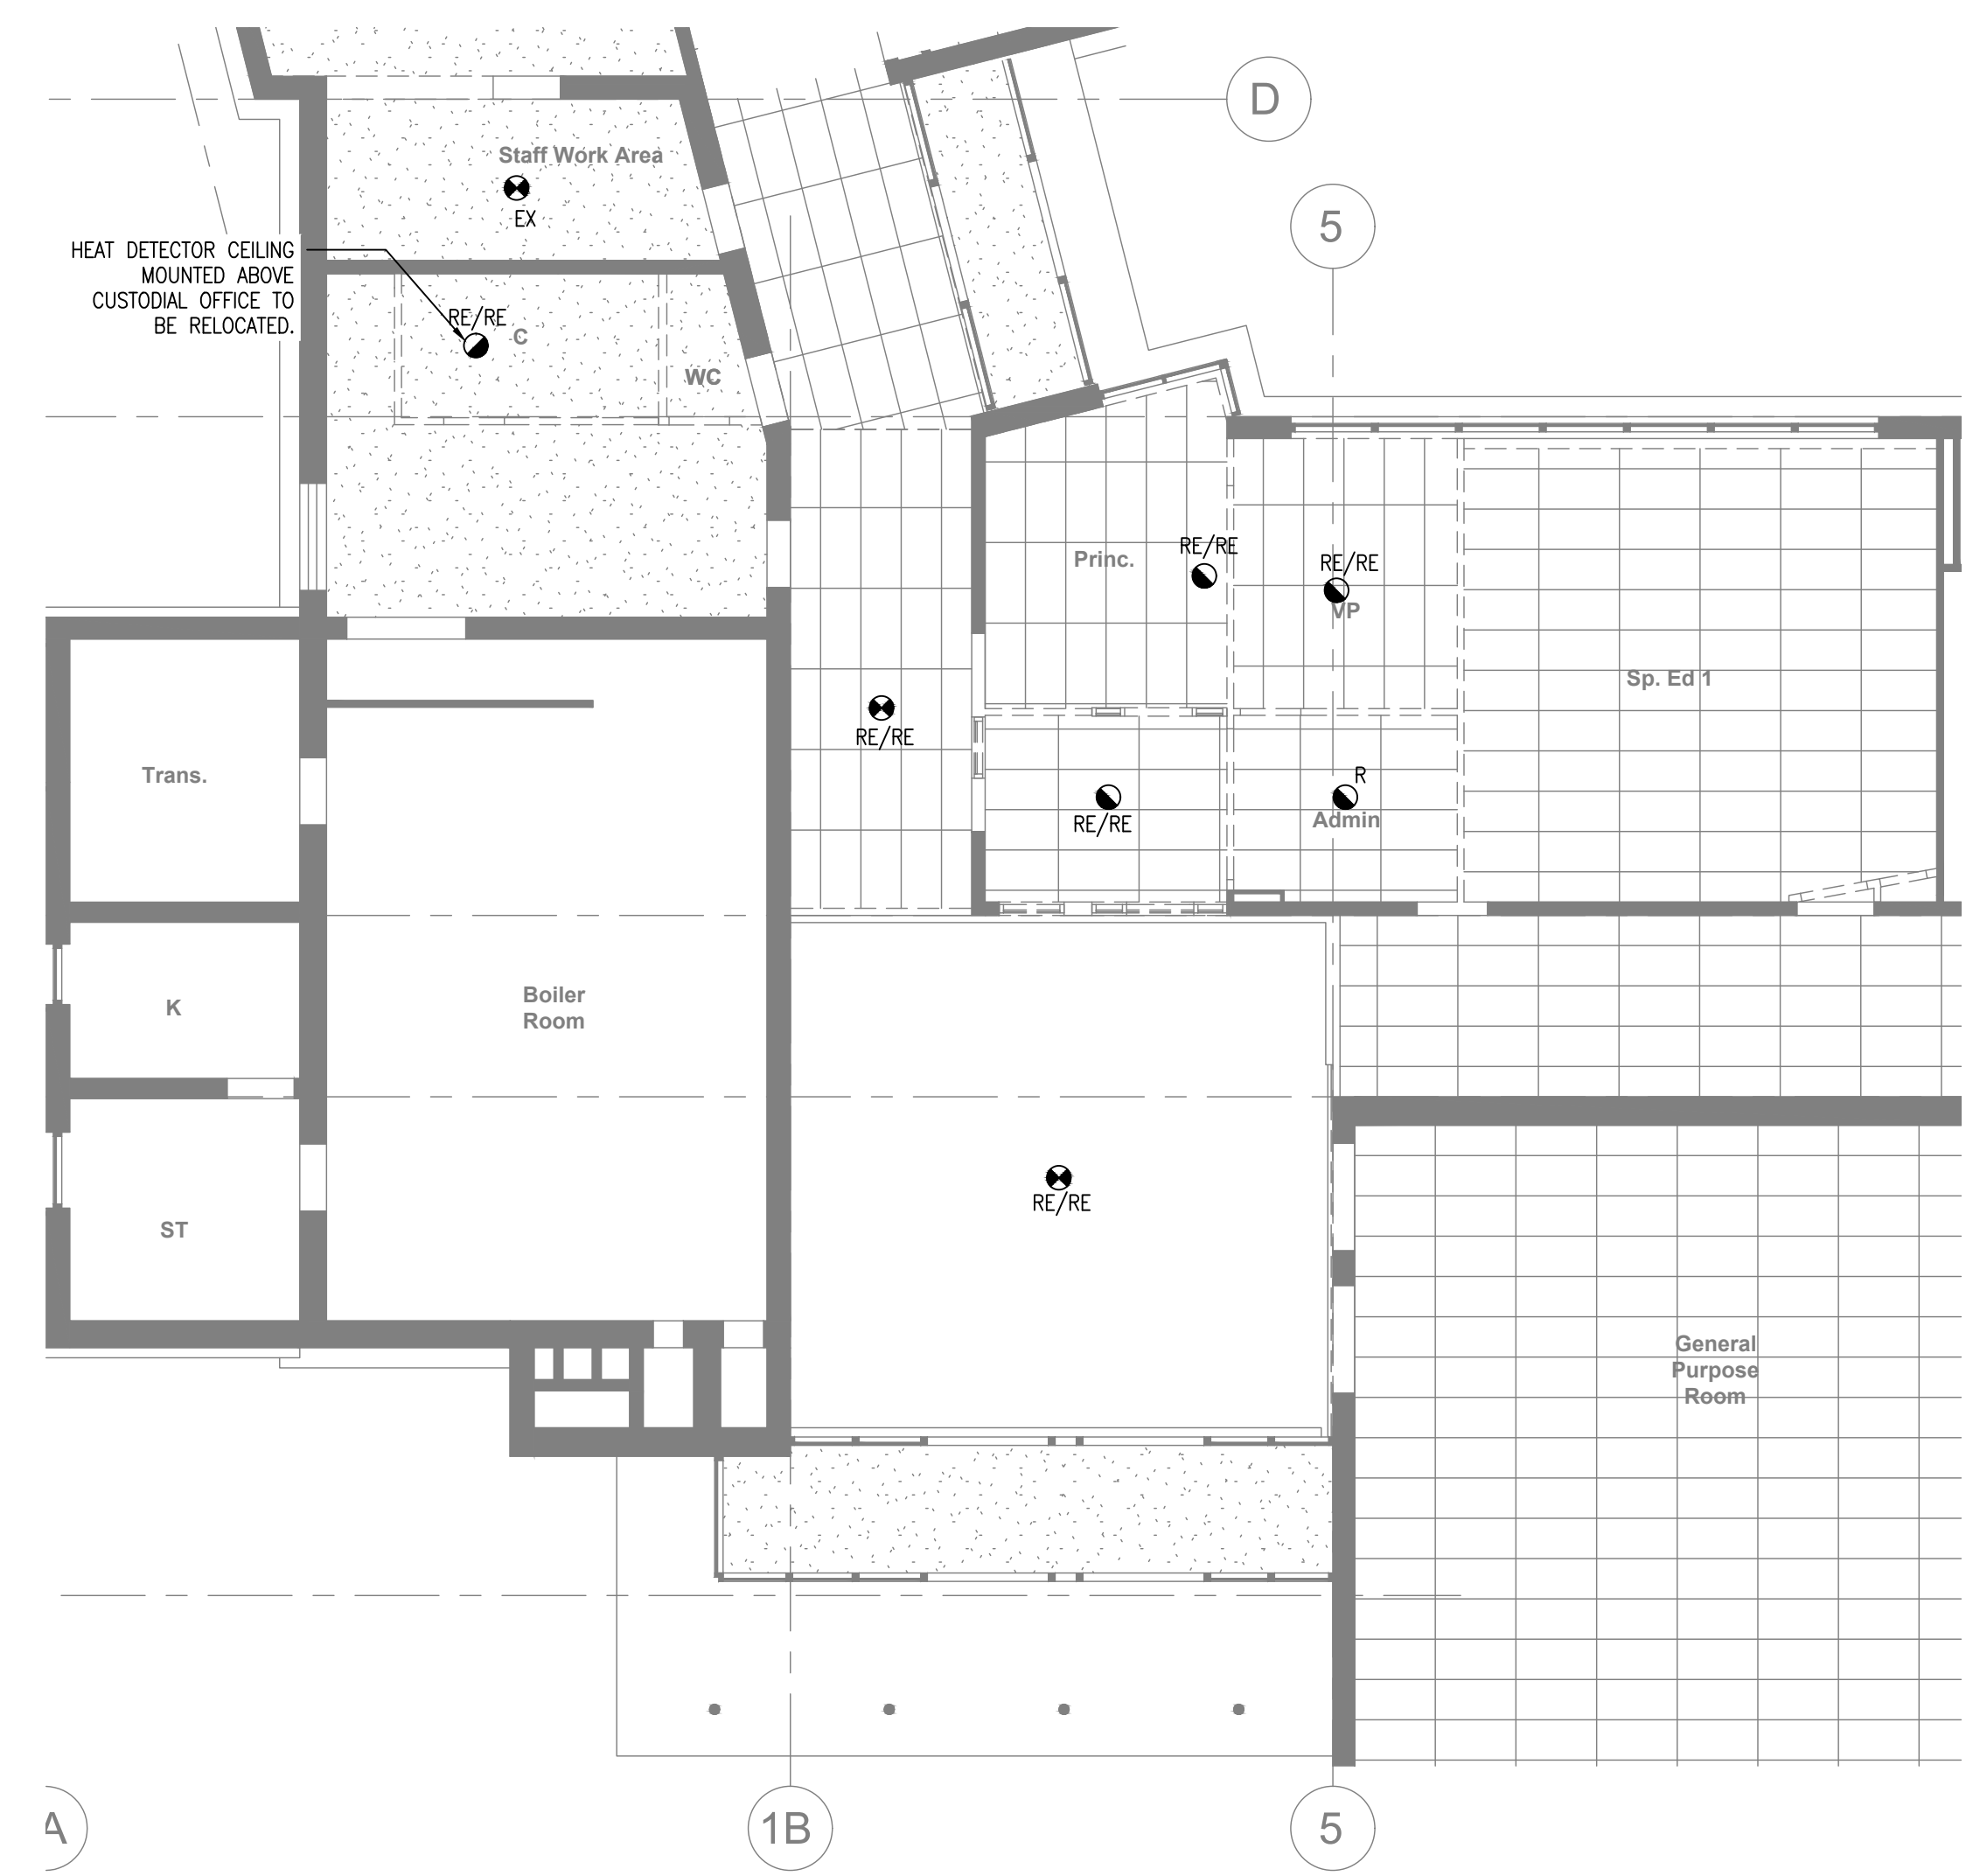 D
Staff Work Area
EX
5
HEAT DETECTOR CEILING
MOUNTED ABOVE
CUSTODIAL OFFICE TO
BE RELOCATED.
RE/RE
C
WC
RE/RE
Princ.
RE/RE
VP
Sp. Ed 1
RE/RE
Trans.
R
Admin
RE/RE
K
Boiler
Room
RE/RE
ST
General
Purpose
Room
A
1B
5